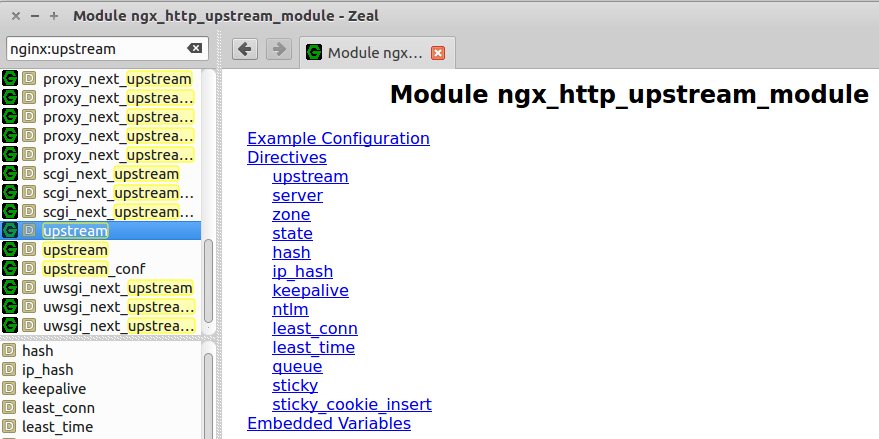 Module ngx_http_upstream_module - Zeal
nginx:upstream
Module ngx...
proxy_next_upstream
proxy_next_upstrea...
proxy_next_upstrea...
proxy_next_upstrea...
proxy_next_upstrea...
scgi_next_upstream
scgi_next_upstream...
scgi_next_upstream...
upstream
upstream
upstream_conf
uwsgi_next_upstream
uwsgi_next_upstrea...
uwsgi_next_upstrea...
hash
ip_hash
keepalive
least_conn
least_time
Module ngx_http_upstream_module
Example Configuration
Directives
upstream
server
zone
state
hash
ip_hash
keepalive
ntlm
least_conn
least_time
queue
sticky
sticky_cookie_insert
Embedded Variables